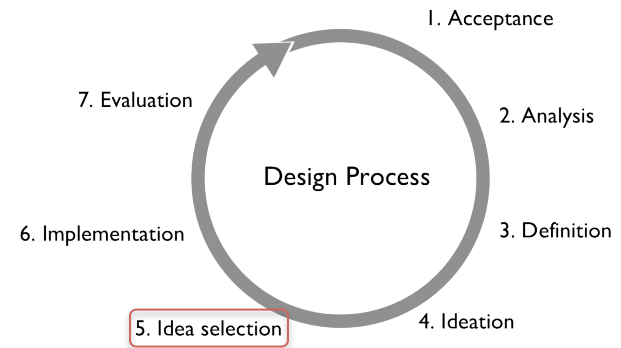 1. Acceptance
2. Analysis
3. Definition
4. Ideation
5. Idea selection
6. Implementation
7. Evaluation
Design Process